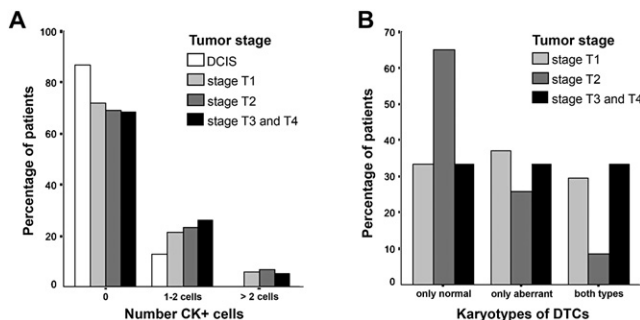 A
Tumor stage
DCIS
stage T1
stage T2
stage T3 and T4
Percentage of patients
100
80
60
40
20
0
0
1-2 cells
> 2 cells
Number CK+ cells
B
Tumor stage
stage T1
stage T2
stage T3 and T4
Percentage of patients
70
60
50
40
30
20
10
0
only normal
only aberrant
both types
Karyotypes of DTCs